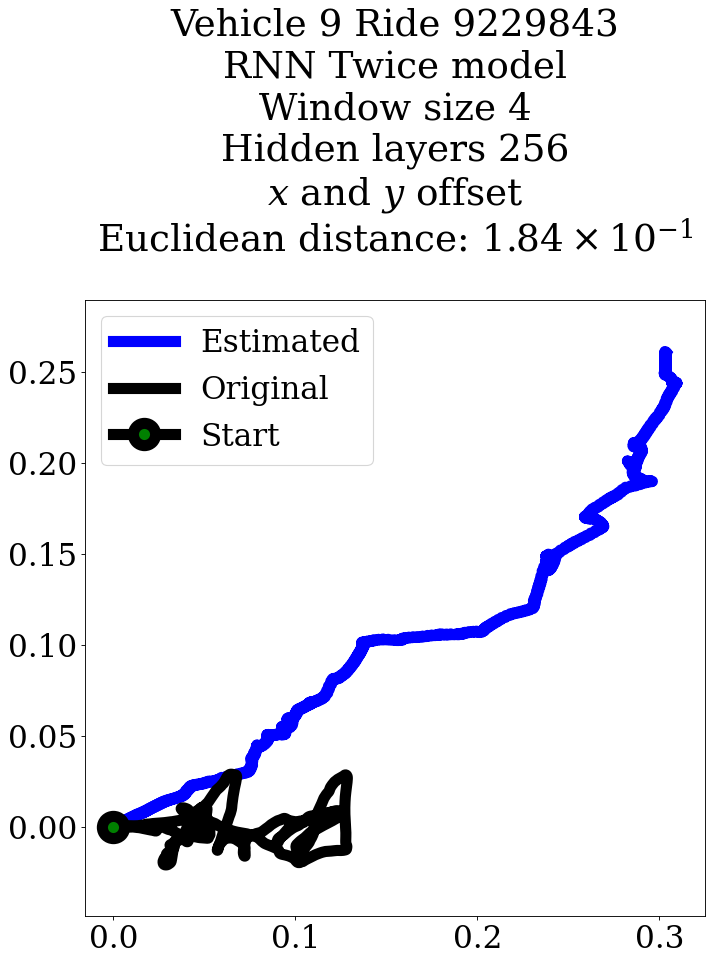 Vehicle 9 Ride 9229843
RNN Twice model
Window size 4
Hidden layers 256
x and y offset
Euclidean distance: 1.84 × 10⁻¹
Estimated
Original
Start
0.25
0.20
0.15
0.10
0.05
0.00
0.0 0.1 0.2 0.3